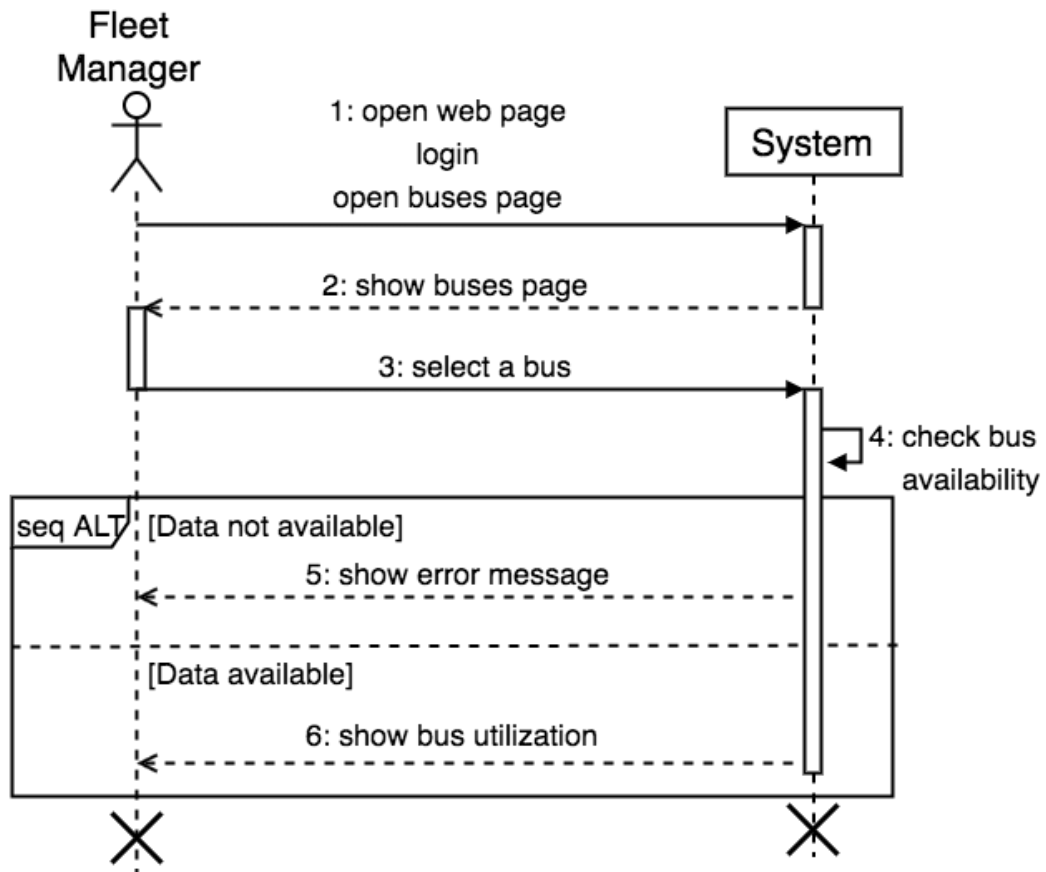 Fleet
Manager
1: open web page
login
open buses page
System
2: show buses page
3: select a bus
4: check bus
availability
seq ALT
[Data not available]
5: show error message
[Data available]
6: show bus utilization